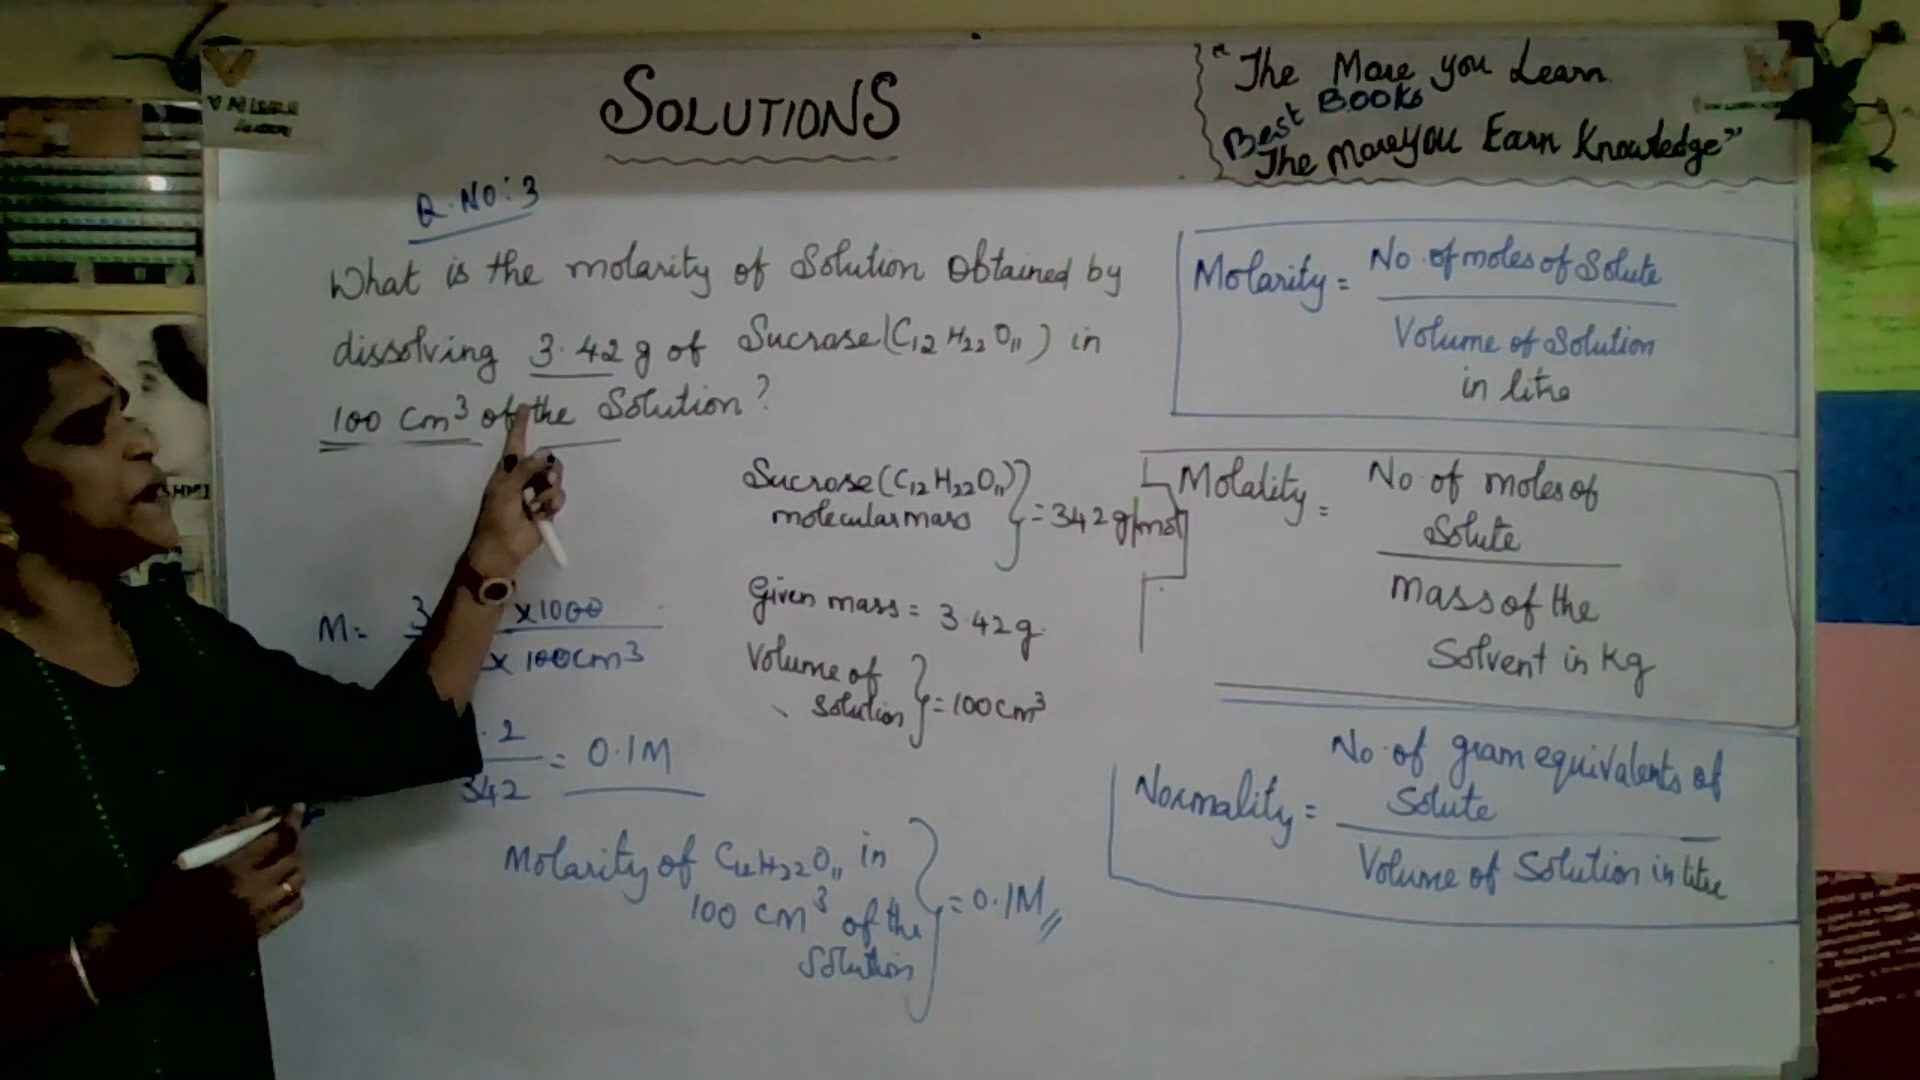 SOLUTIONS
"The More you Learn
Best BOOKS
The More YOU Earn Knowledge"
Q. No: 3
What is the molarity of Solution Obtained by
dissolving 3.42 g of Sucrose (C12 H22 O11) in
100 Cm³ of the Solution?
Sucrose (C12 H22 O11)
molecular mass } = 342 g/mol
Given mass = 3.42 g.
Volume of
Solution } = 100 cm³
M = 3 x 1000
x 100 cm³
.2
342 = 0.1M
Molarity of C12H22O11 in
100 cm³ of the
Solution } = 0.1M
Molarity = No. of moles of Solute
Volume of Solution
in litre
Molality = No of moles of
Solute
Mass of the
Solvent in Kg
Normality = No. of gram equivalents of
Solute
Volume of Solution in litre